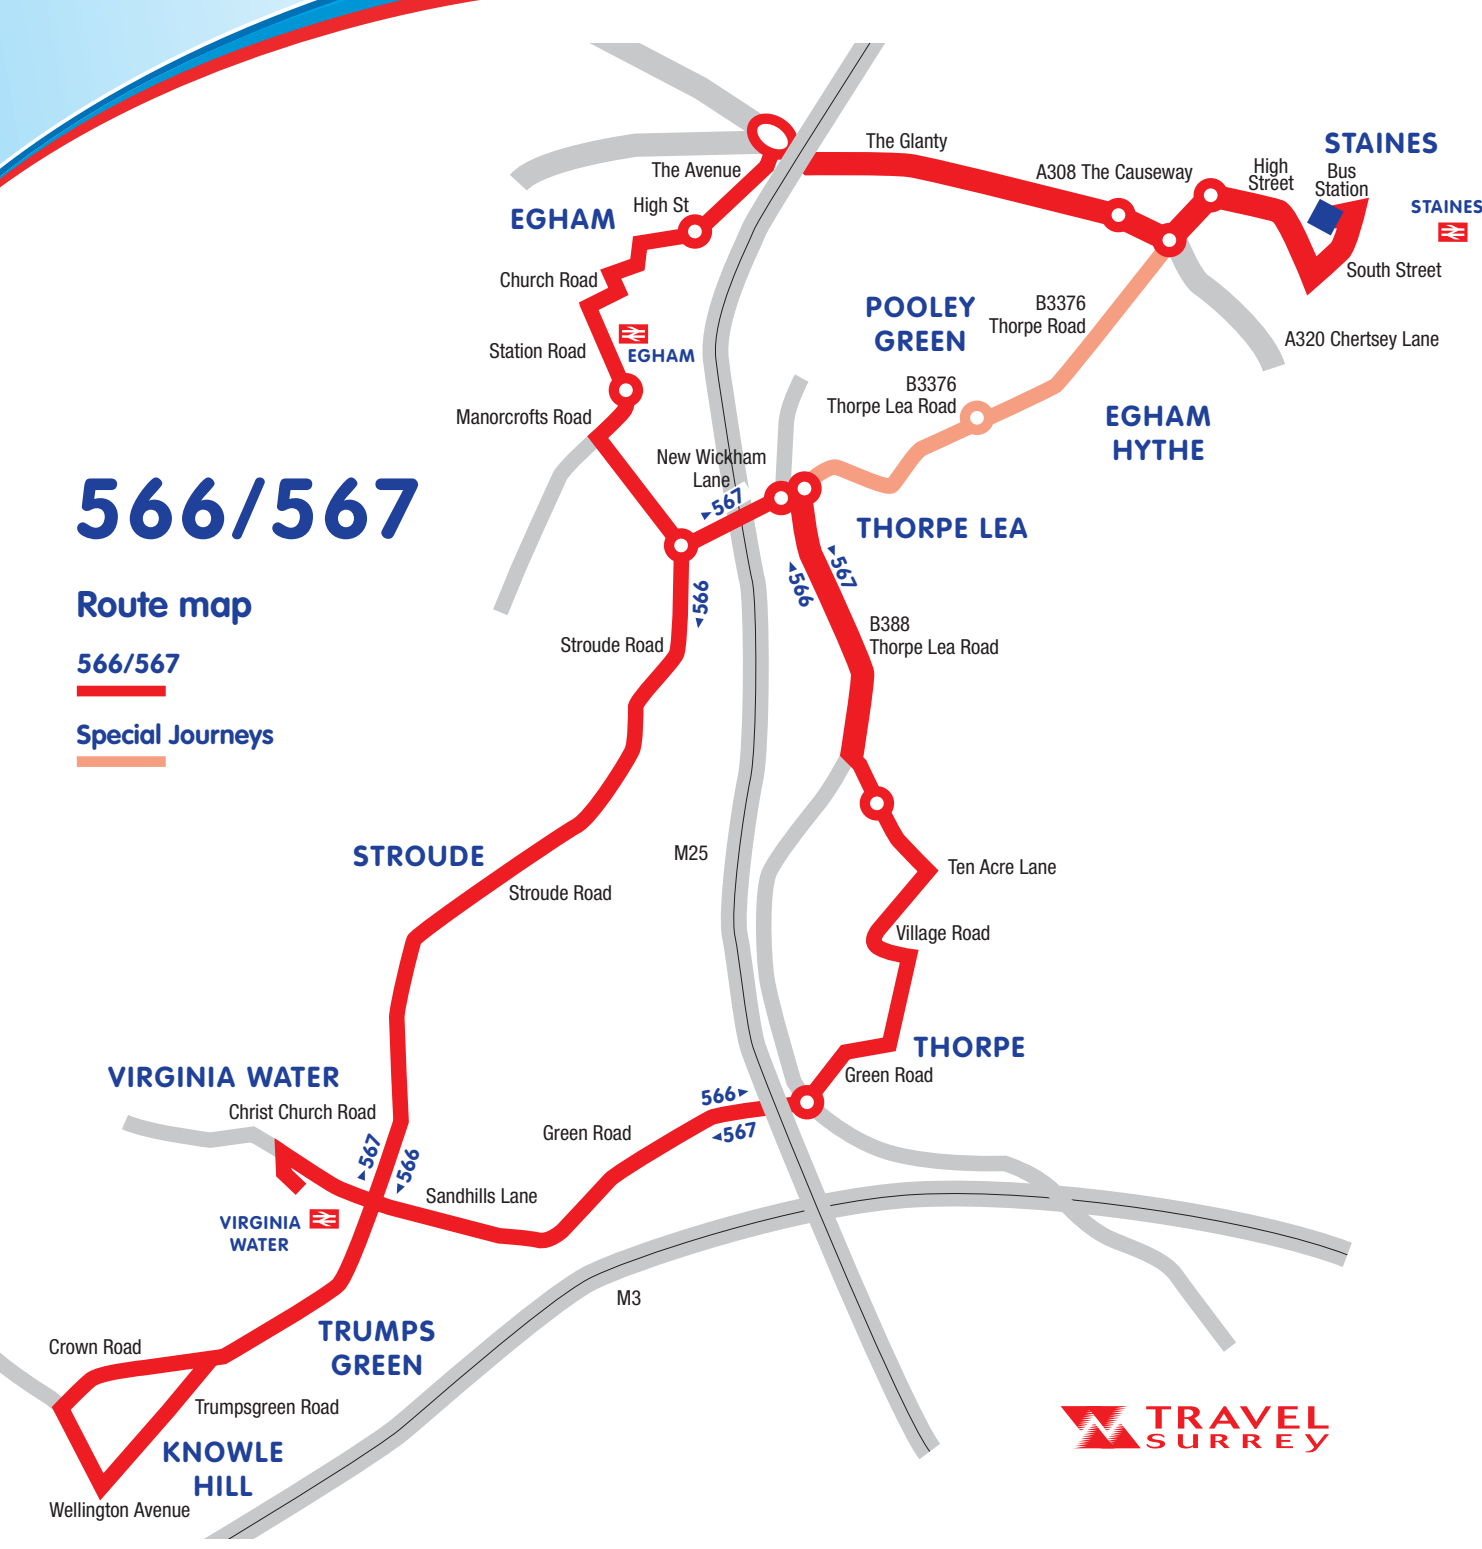 The Glanty
STAINES
The Avenue
A308 The Causeway
High
Street
Bus
Station
STAINES
High St
EGHAM
Church Road
South Street
POOLEY
GREEN
B3376
Thorpe Road
A320 Chertsey Lane
Station Road
EGHAM
B3376
Thorpe Lea Road
Manorcrofts Road
EGHAM
HYTHE
New Wickham
Lane
567
566/567
THORPE LEA
567
566
566
Route map
B388
Thorpe Lea Road
Stroude Road
566/567
Special Journeys
STROUDE
M25
Ten Acre Lane
Stroude Road
Village Road
THORPE
VIRGINIA WATER
Green Road
566
Christ Church Road
Green Road
567
567
566
Sandhills Lane
VIRGINIA
WATER
M3
TRUMPS
GREEN
Crown Road
Trumpsgreen Road
KNOWLE
HILL
Wellington Avenue
TRAVEL
SURREY